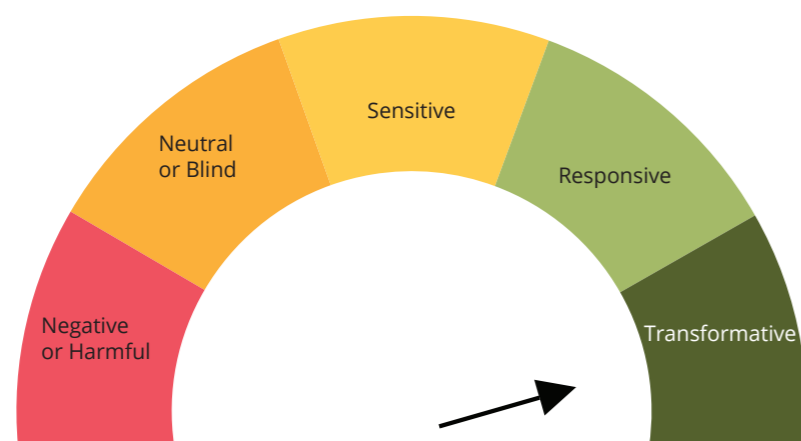 Negative
or Harmful
Neutral
or Blind
Sensitive
Responsive
Transformative